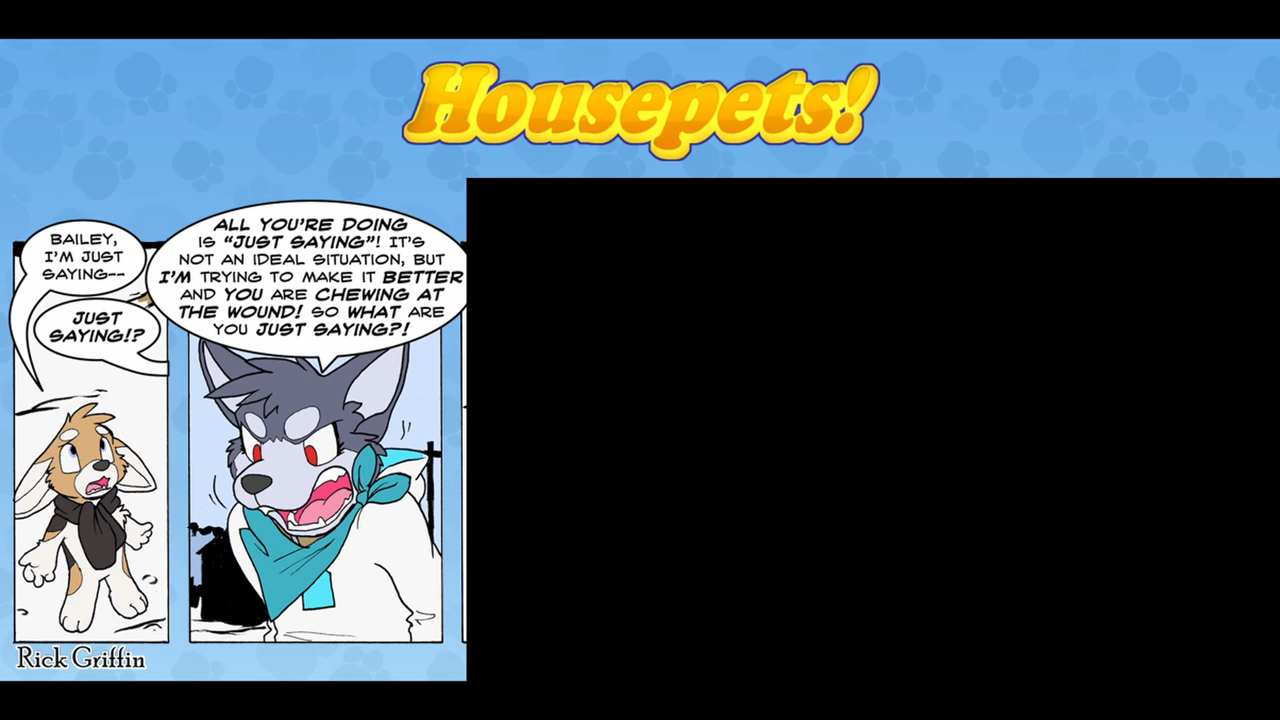 Housepets!
BAILEY,
I'M JUST
SAYING--
JUST
SAYING!?
ALL YOU'RE DOING
IS "JUST SAYING"! IT'S
NOT AN IDEAL SITUATION, BUT
I'M TRYING TO MAKE IT BETTER
AND YOU ARE CHEWING AT
THE WOUND! SO WHAT ARE
YOU JUST SAYING?!
Rick Griffin